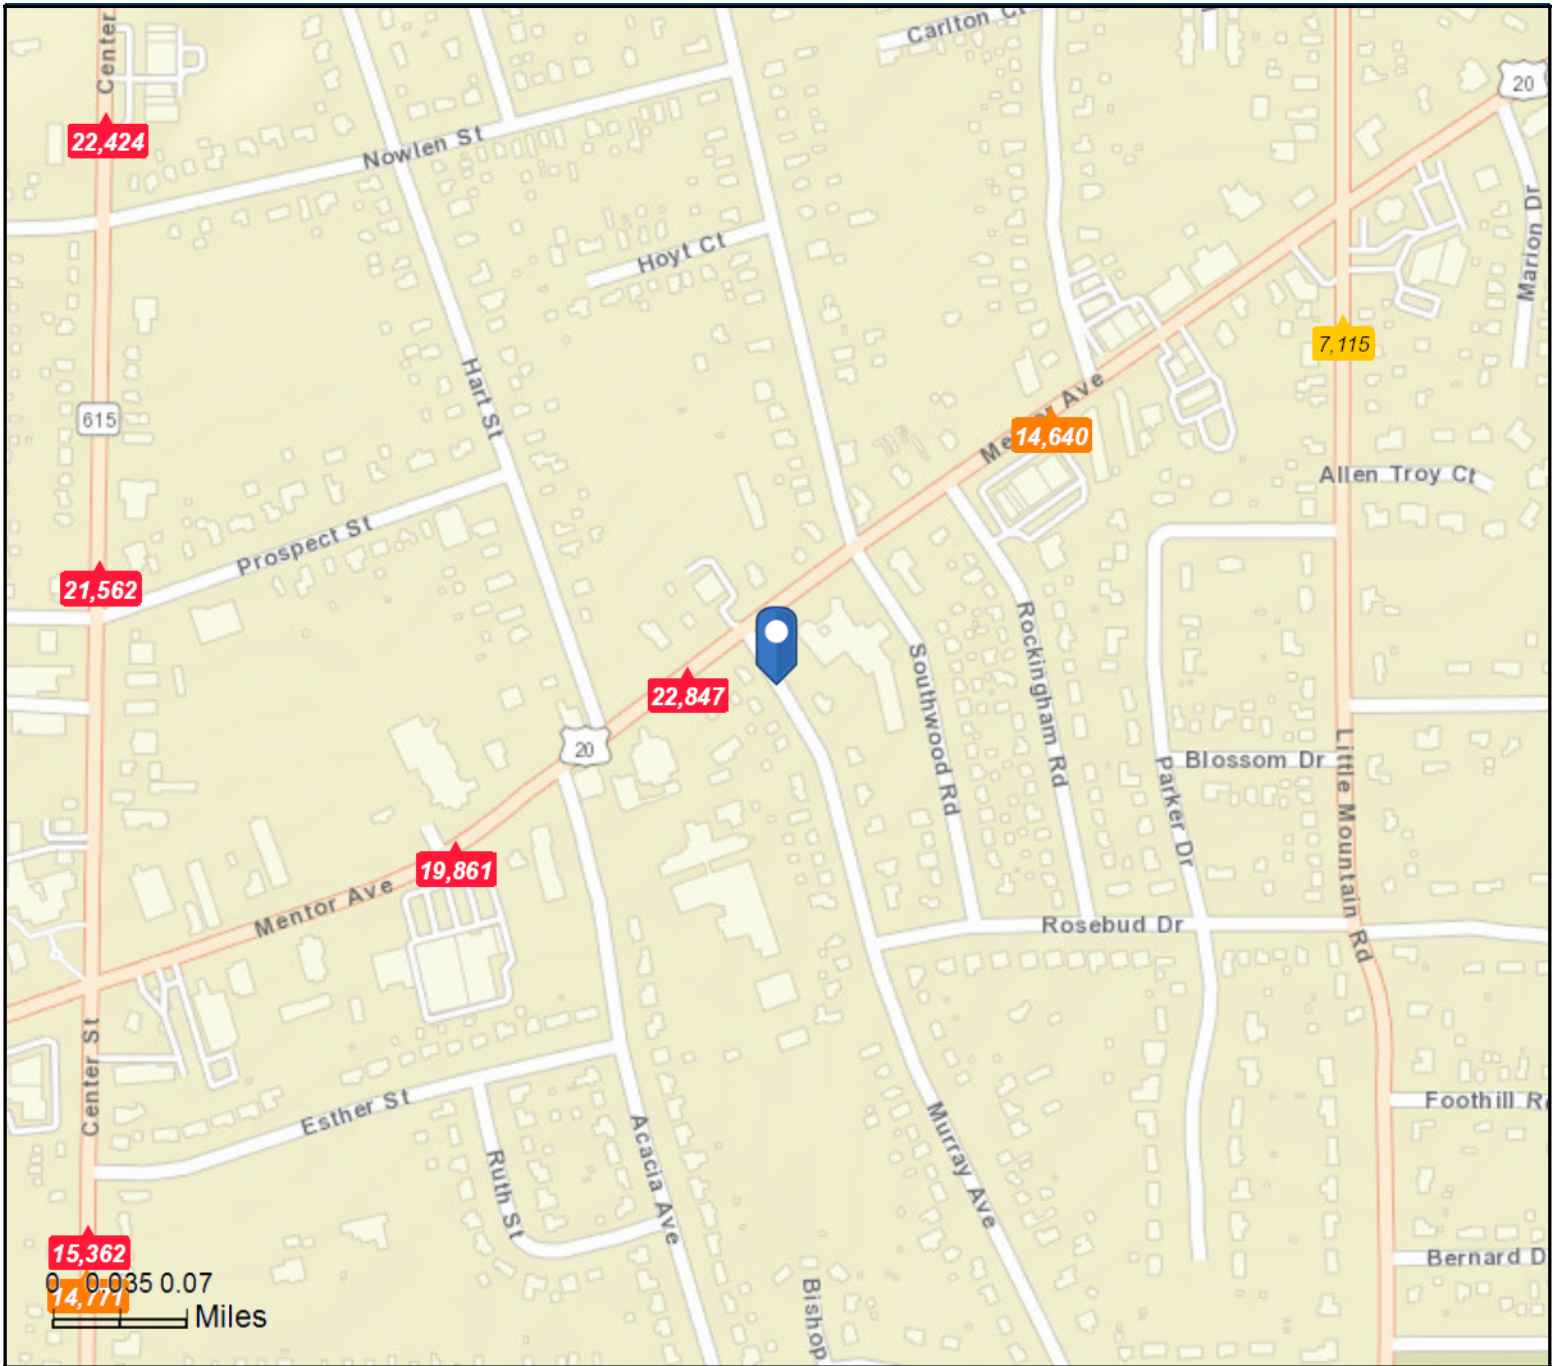 Center
Carlton Ct
20
22,424
Nowlen St
Marion Dr
Hoyt Ct
7,115
Hart St
615
Ave
14,640
Allen Troy Ct
Prospect St
21,562
Southwood Rd
Rockingham Rd
22,847
20
Blossom Dr
Parker Dr
Little Mountain Rd
19,861
Mentor Ave
Rosebud Dr
Center St
Esther St
Foothill R
Ruth St
Acacia Ave
Murray Ave
15,362
Bernard D
0 0.035 0.07
14,771
Miles
Bishop